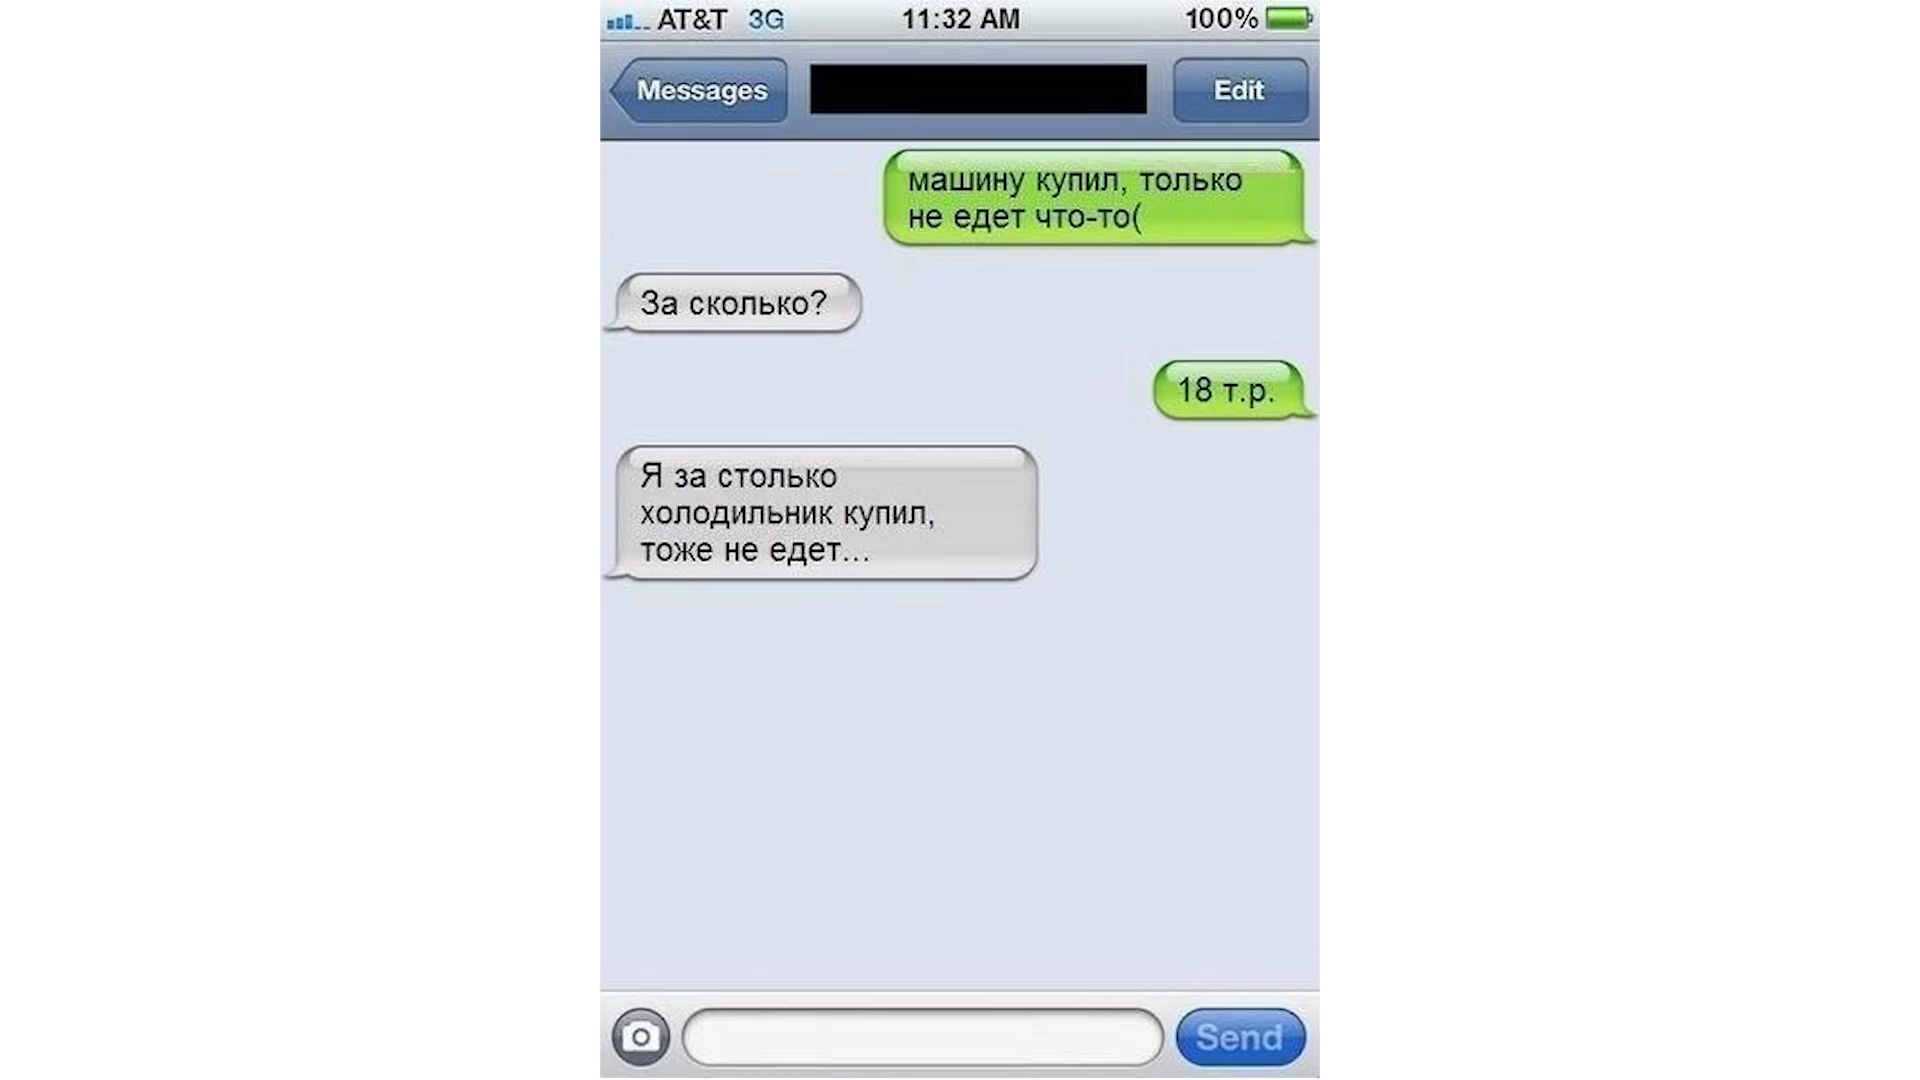 AT&T 3G 11:32 AM 100%
Messages Edit
машину купил, только
не едет что-то(
За сколько?
18 т.р.
Я за столько
холодильник купил,
тоже не едет...
Send